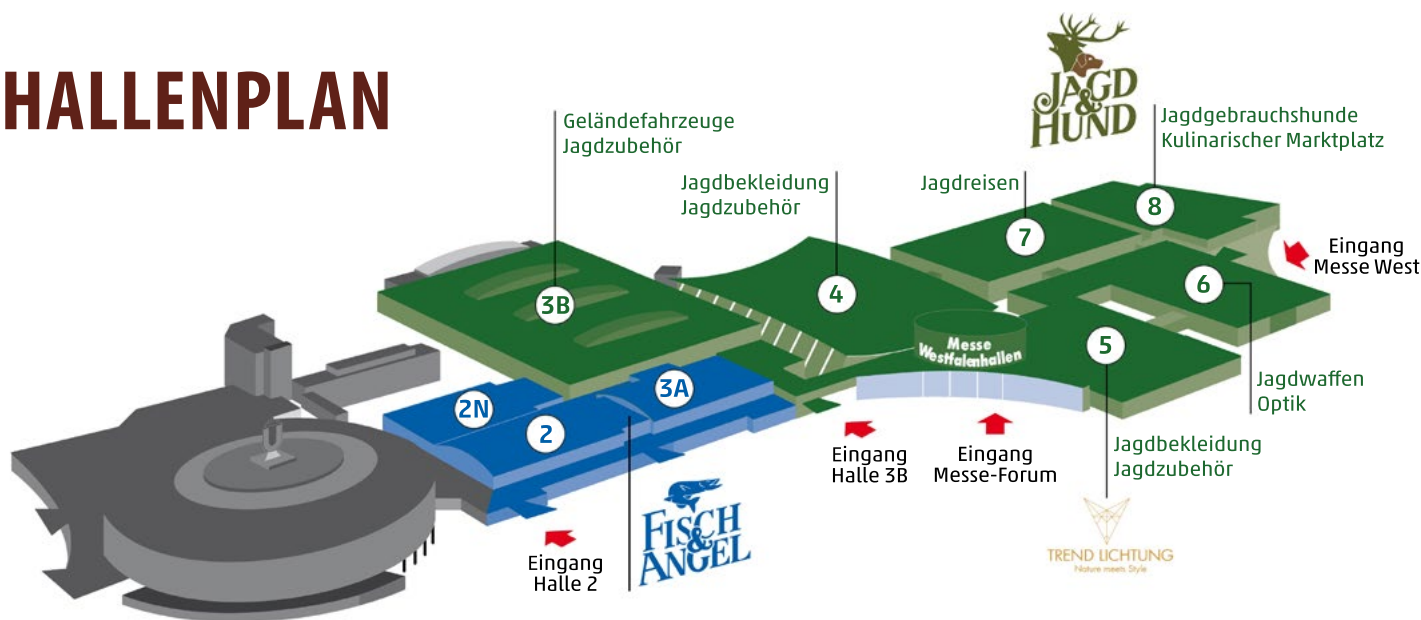 HALLENPLAN
JAGD
&
HUND
Geländefahrzeuge
Jagdzubehör
Jagdbekleidung
Jagdzubehör
Jagdreisen
Jagdgebrauchshunde
Kulinarischer Marktplatz
8
7
Eingang
Messe West
6
4
3B
Messe
Westfalenhallen
5
3A
2N
2
Jagdwaffen
Optik
Eingang
Halle 3B
Eingang
Messe-Forum
Jagdbekleidung
Jagdzubehör
U
FISCH
&
ANGEL
Eingang
Halle 2
TREND LICHTUNG
Nature meets Style